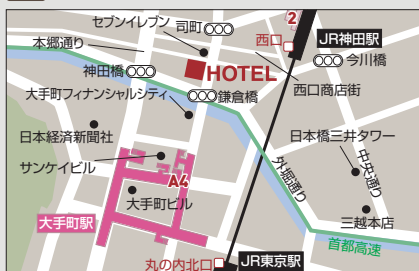 セブンイレブン
司町
2
西口
JR神田駅
本郷通り
神田橋
HOTEL
今川橋
西口商店街
大手町フィナンシャルシティ
鎌倉橋
日本経済新聞社
日本橋三井タワー
サンケイビル
外堀通り
中央通り
A4
大手町ビル
大手町駅
三越本店
首都高速
丸の内北口
JR東京駅